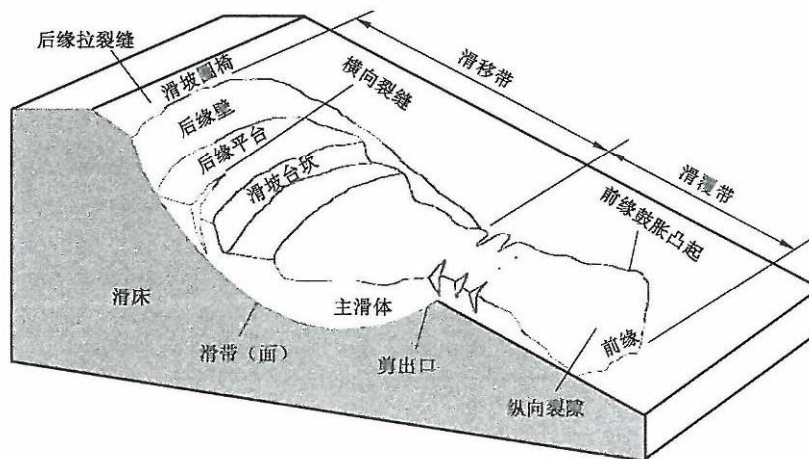 后缘拉裂缝
滑坡圈椅
横向裂缝
滑移带
后缘壁
后缘平台
滑坡台坎
滑覆带
前缘鼓胀凸起
滑床
主滑体
滑带（面）
剪出口
前缘
纵向裂隙